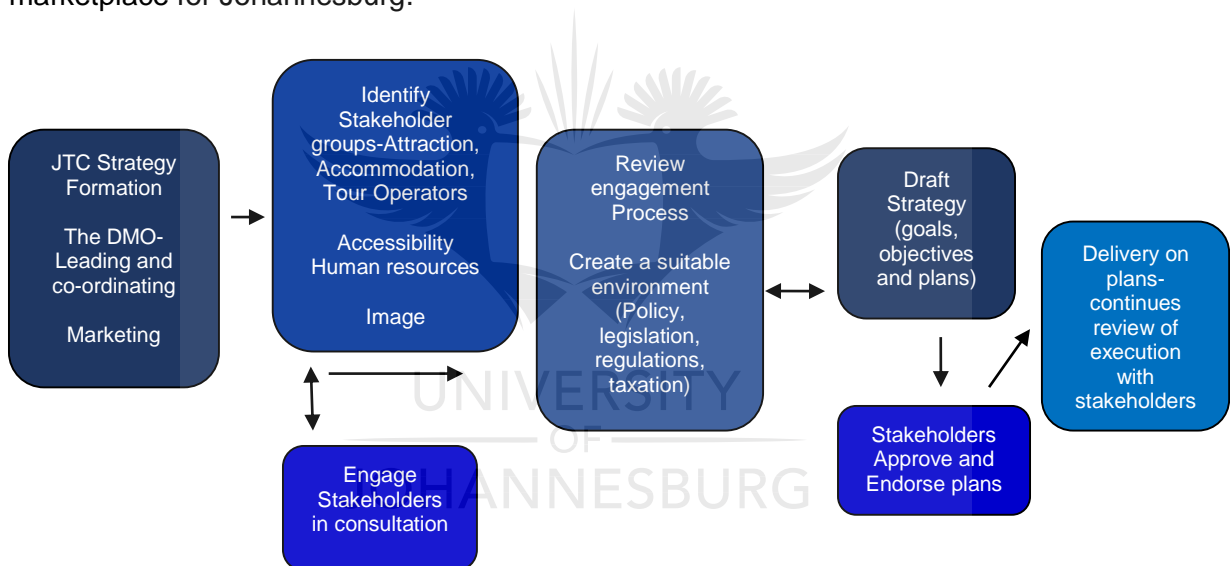 marketplace for Johannesburg.
JTC Strategy
Formation
The DMO-
Leading and
co-ordinating
Marketing
Identify
Stakeholder
groups-Attraction,
Accommodation,
Tour Operators
Accessibility
Human resources
Image
Engage
Stakeholders
in consultation
Review
engagement
Process
Create a suitable
environment
(Policy,
legislation,
regulations,
taxation)
Draft
Strategy
(goals,
objectives
and plans)
Stakeholders
Approve and
Endorse plans
Delivery on
plans-
continues
review of
execution
with
stakeholders
UNIVERSITY
OF
JOHANNESBURG